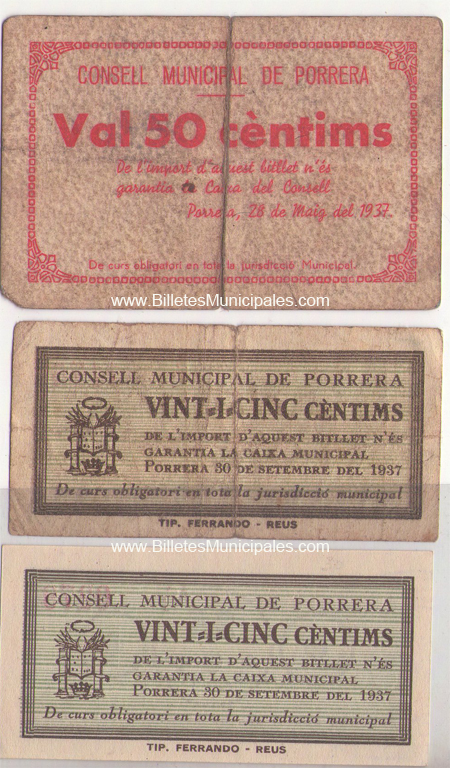 CONSELL MUNICIPAL DE PORRERA
Val 50 cèntims
De l'import d'aquest bitllet n'és
garantia la Caixa del Consell.
Porrera, 28 de Maig del 1937.
De curs obligatori en tota la jurisdicció Municipal.
www.BilletesMunicipales.com
CONSELL MUNICIPAL DE PORRERA
VINT-I-CINC CÈNTIMS
DE L'IMPORT D'AQUEST BITLLET N'ÉS
GARANTIA LA CAIXA MUNICIPAL
PORRERA 30 DE SETEMBRE DEL 1937
De curs obligatori en tota la jurisdicció municipal
TIP. FERRANDO - REUS
www.BilletesMunicipales.com
CONSELL MUNICIPAL DE PORRERA
VINT-I-CINC CÈNTIMS
DE L'IMPORT D'AQUEST BITLLET N'ÉS
GARANTIA LA CAIXA MUNICIPAL
PORRERA 30 DE SETEMBRE DEL 1937
De curs obligatori en tota la jurisdicció municipal
TIP. FERRANDO - REUS